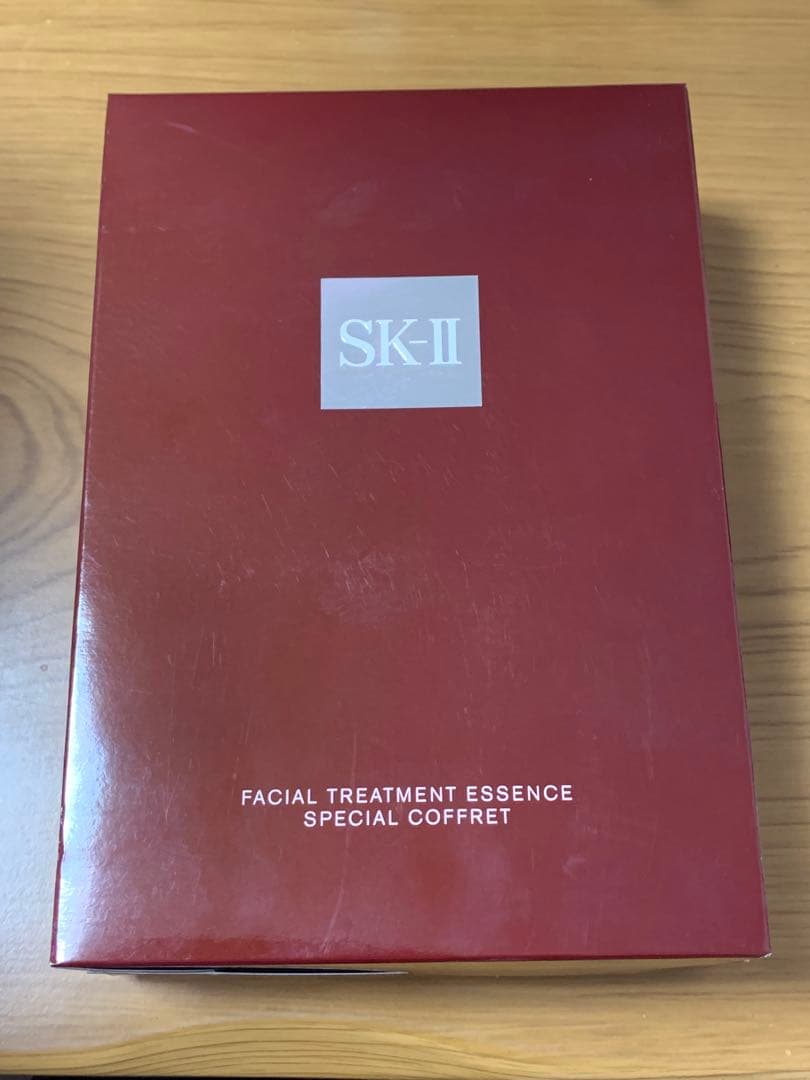 SK-II
FACIAL TREATMENT ESSENCE
SPECIAL COFFRET